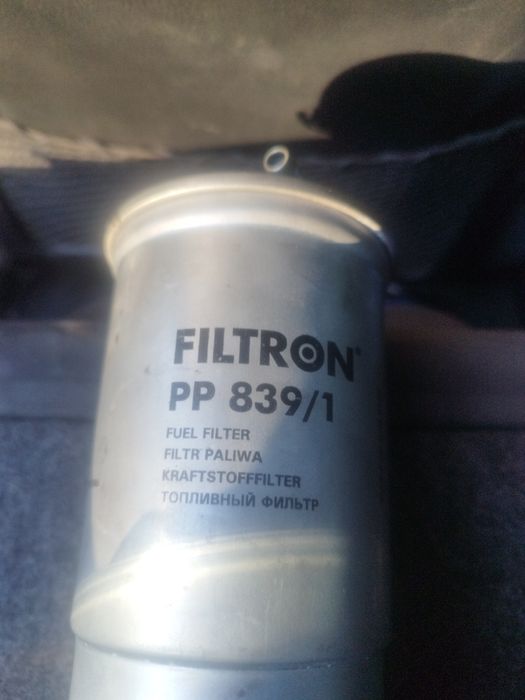 FILTRON®
PP 839/1
FUEL FILTER
FILTR PALIWA
KRAFTSTOFFFILTER
ТОПЛИВНЫЙ ФИЛЬТР